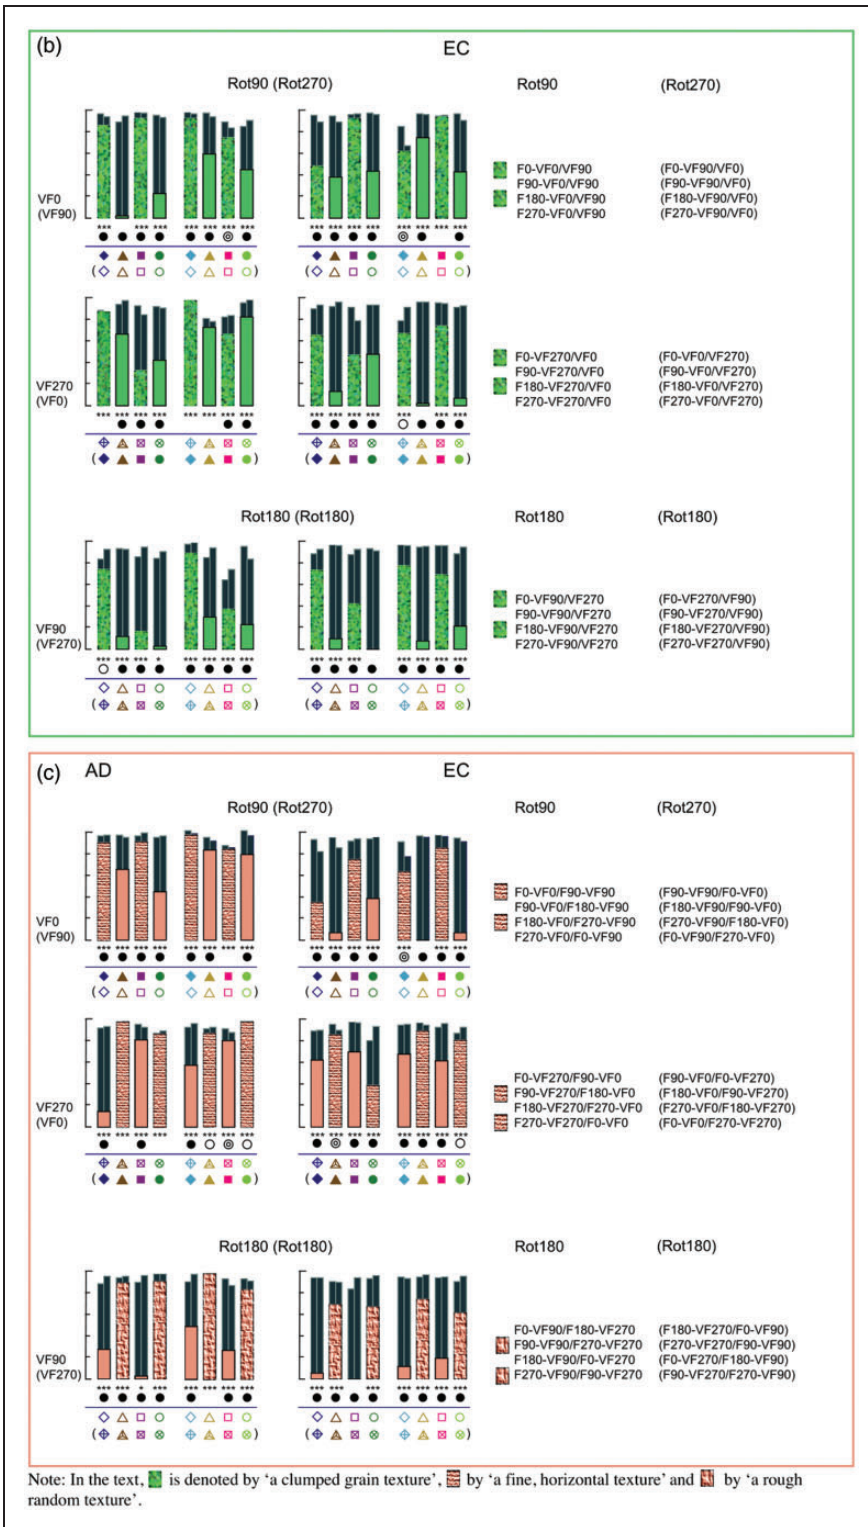 (b)
EC
Rot90 (Rot270)
Rot90
(Rot270)
VF0
(VF90)
F0-VF0/VF90
(F0-VF90/VF0)
F90-VF0/VF90
(F90-VF90/VF0)
F180-VF0/VF90
(F180-VF90/VF0)
F270-VF0/VF90
(F270-VF90/VF0)
*** *** *** *** *** *** *** *** *** *** *** *** *** *** *** ***
VF270
(VF0)
F0-VF270/VF0
(F0-VF0/VF270)
F90-VF270/VF0
(F90-VF0/VF270)
F180-VF270/VF0
(F180-VF0/VF270)
F270-VF270/VF0
(F270-VF0/VF270)
*** *** *** *** *** *** *** *** *** *** *** *** *** *** *** ***
Rot180 (Rot180)
Rot180
(Rot180)
VF90
(VF270)
F0-VF90/VF270
(F0-VF270/VF90)
F90-VF90/VF270
(F90-VF270/VF90)
F180-VF90/VF270
(F180-VF270/VF90)
F270-VF90/VF270
(F270-VF270/VF90)
*** *** *** * *** *** *** *** *** *** *** *** *** *** *** ***
(c)
AD
EC
Rot90 (Rot270)
Rot90
(Rot270)
VF0
(VF90)
F0-VF0/F90-VF90
(F90-VF90/F0-VF0)
F90-VF0/F180-VF90
(F180-VF90/F90-VF0)
F180-VF0/F270-VF90
(F270-VF90/F180-VF0)
F270-VF0/F0-VF90
(F0-VF90/F270-VF0)
*** *** *** *** *** *** *** *** *** *** *** *** *** *** *** ***
VF270
(VF0)
F0-VF270/F90-VF0
(F90-VF0/F0-VF270)
F90-VF270/F180-VF0
(F180-VF0/F90-VF270)
F180-VF270/F270-VF0
(F270-VF0/F180-VF270)
F270-VF270/F0-VF0
(F0-VF0/F270-VF270)
*** *** *** *** *** *** *** *** *** *** *** *** *** *** *** ***
Rot180 (Rot180)
Rot180
(Rot180)
VF90
(VF270)
F0-VF90/F180-VF270
(F180-VF270/F0-VF90)
F90-VF90/F270-VF270
(F270-VF270/F90-VF90)
F180-VF90/F0-VF270
(F0-VF270/F180-VF90)
F270-VF90/F90-VF270
(F90-VF270/F270-VF90)
*** *** * *** *** *** *** *** *** *** *** *** *** *** ***
Note: In the text, is denoted by ‘a clumped grain texture’, by ‘a fine, horizontal texture’ and by ‘a rough
random texture’.